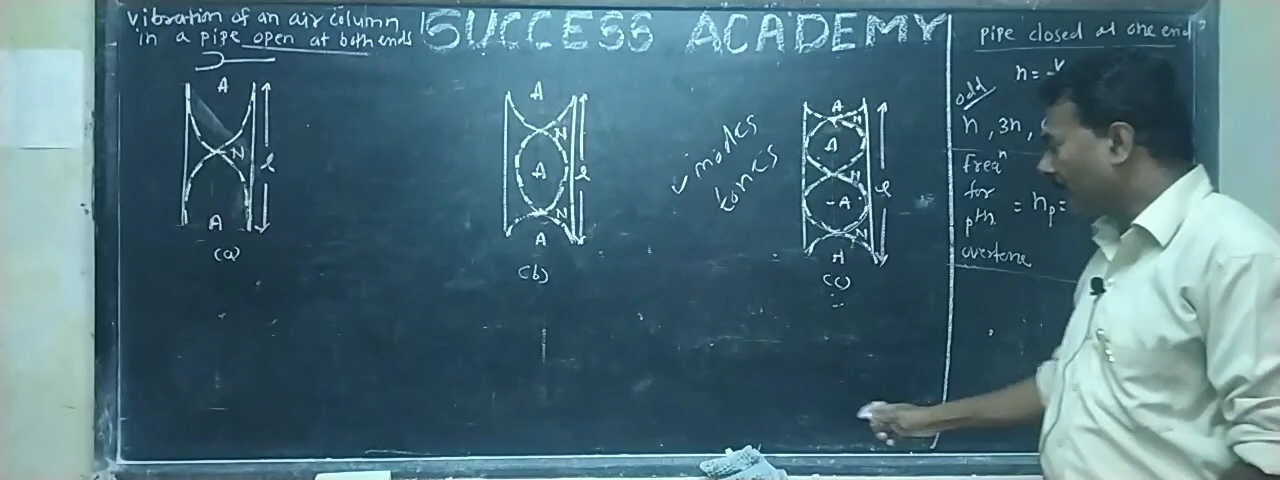 Vibration of an air column
in a pipe open at both ends
SUCCESS ACADEMY
A
N
A
l
(a)
A
N
A
N
A
l
(b)
modes
tones
A
N
A
N
A
N
A
l
(c)
pipe closed at one end
odd
n = v
n, 3n,
Freqn
for
pth = np =
overtone